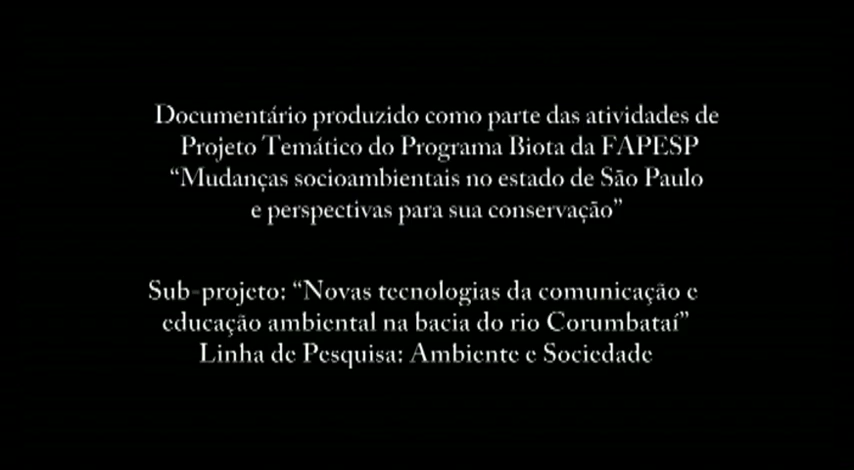 Documentário produzido como parte das atividades de
Projeto Temático do Programa Biota da FAPESP
“Mudanças socioambientais no estado de São Paulo
e perspectivas para sua conservação”
Sub-projeto: “Novas tecnologias da comunicação e
educação ambiental na bacia do rio Corumbataí”
Linha de Pesquisa: Ambiente e Sociedade